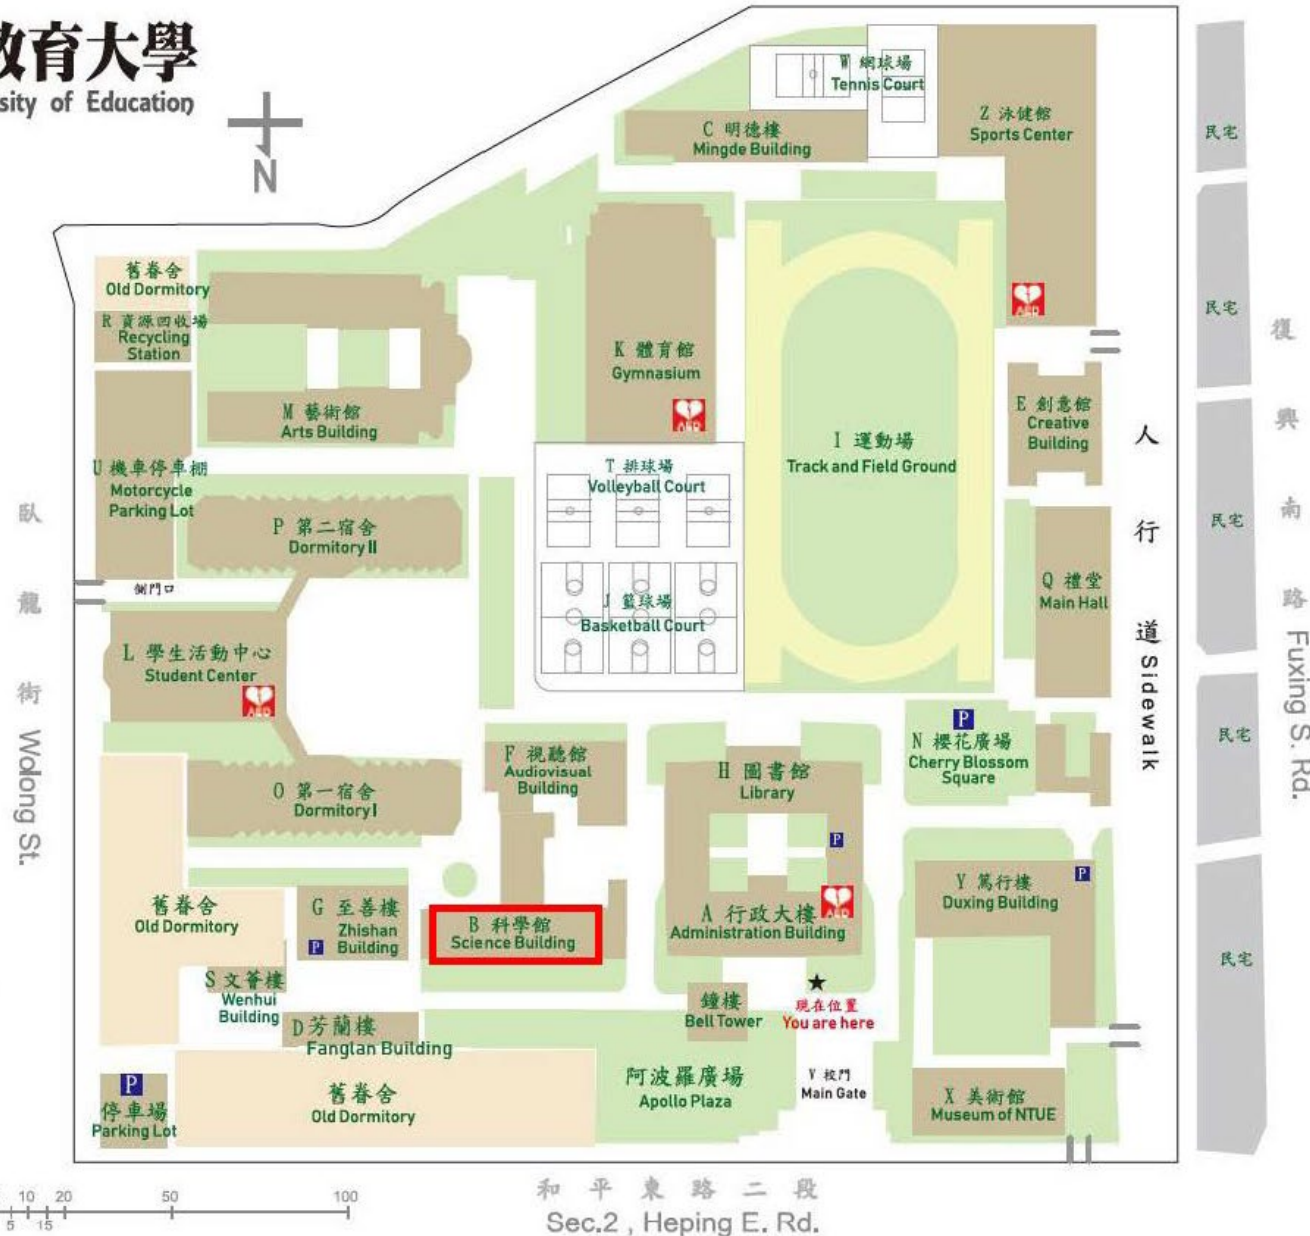 教育大學
sity of Education
N
W 網球場
Tennis Court
C 明德樓
Mingde Building
Z 泳健館
Sports Center
民宅
舊眷舍
Old Dormitory
R 資源回收場
Recycling
Station
AED
民宅
K 體育館
Gymnasium
AED
M 藝術館
Arts Building
E 創意館
Creative
Building
I 運動場
Track and Field Ground
U 機車停車棚
Motorcycle
Parking Lot
T 排球場
Volleyball Court
P 第二宿舍
Dormitory II
民宅
側門口
J 籃球場
Basketball Court
Q 禮堂
Main Hall
人行道 Sidewalk
復興南路 Fuxing S. Rd.
臥龍街 Wolong St.
L 學生活動中心
Student Center
AED
P
N 櫻花廣場
Cherry Blossom
Square
民宅
F 視聽館
Audiovisual
Building
H 圖書館
Library
P
O 第一宿舍
Dormitory I
Y 篤行樓
Duxing Building
P
舊眷舍
Old Dormitory
G 至善樓
Zhishan
Building
P
B 科學館
Science Building
A 行政大樓
Administration Building
AED
民宅
S 文薈樓
Wenhui
Building
鐘樓
Bell Tower
現在位置
You are here
D 芳蘭樓
Fanglan Building
P
停車場
Parking Lot
舊眷舍
Old Dormitory
阿波羅廣場
Apollo Plaza
V 校門
Main Gate
X 美術館
Museum of NTUE
10 20 50 100
5 15
和平東路二段
Sec.2 , Heping E. Rd.